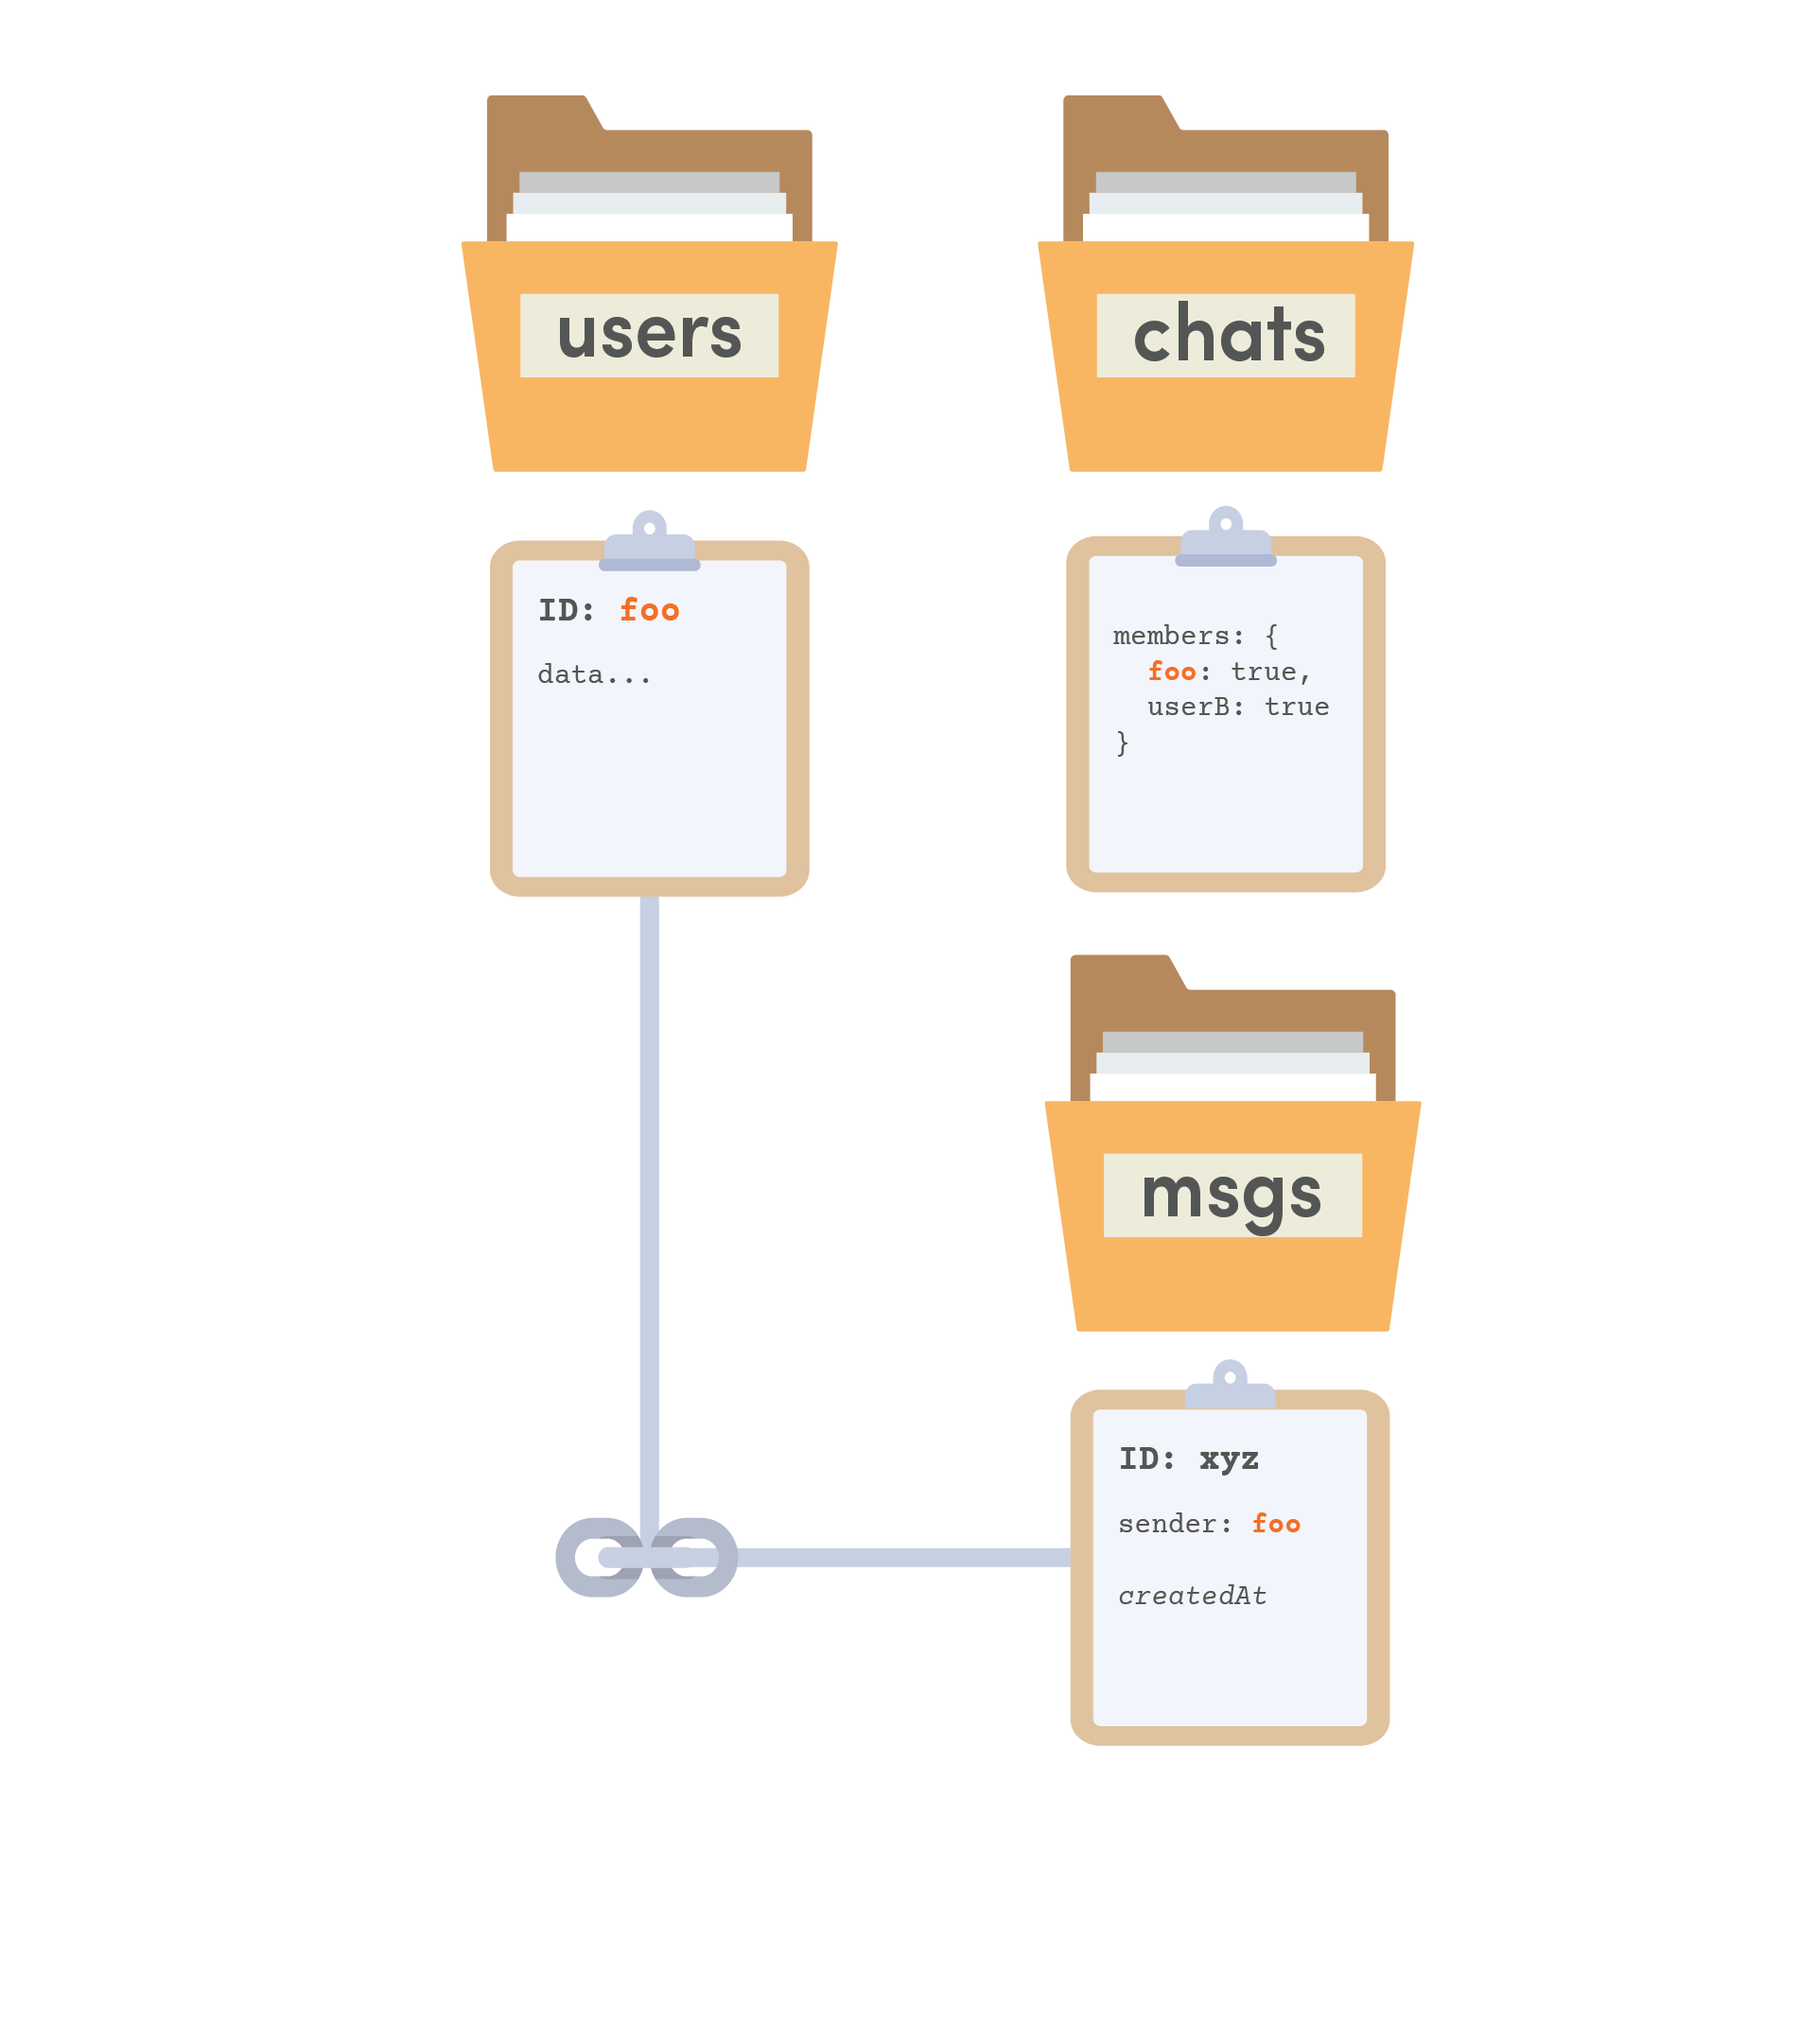 users
chats
ID: foo
data...
members: {
  foo: true,
  userB: true
}
msgs
ID: xyz
sender: foo
createdAt